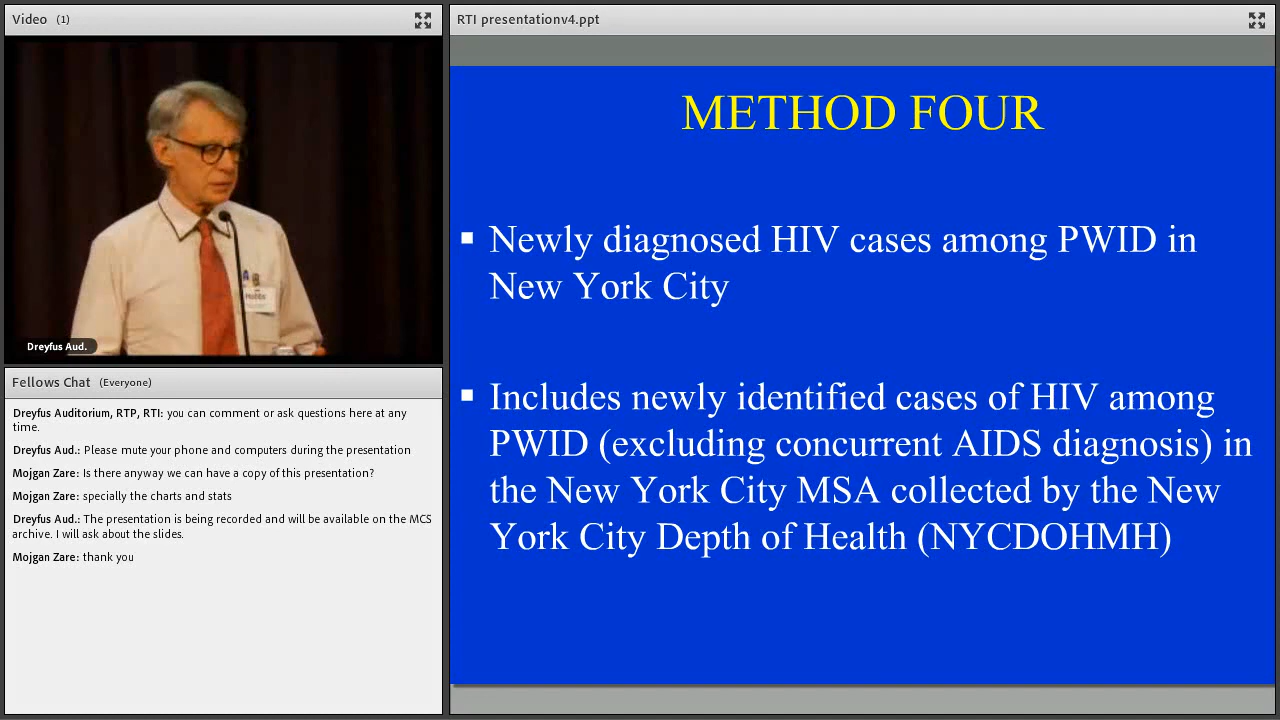 Video (1)
Dreyfus Aud.
Fellows Chat (Everyone)
Dreyfus Auditorium, RTP, RTI: you can comment or ask questions here at any
time.
Dreyfus Aud.: Please mute your phone and computers during the presentation
Mojgan Zare: Is there anyway we can have a copy of this presentation?
Mojgan Zare: specially the charts and stats
Dreyfus Aud.: The presentation is being recorded and will be available on the MCS
archive. I will ask about the slides.
Mojgan Zare: thank you
RTI presentationv4.ppt
METHOD FOUR
▪ Newly diagnosed HIV cases among PWID in
New York City
▪ Includes newly identified cases of HIV among
PWID (excluding concurrent AIDS diagnosis) in
the New York City MSA collected by the New
York City Depth of Health (NYCDOHMH)